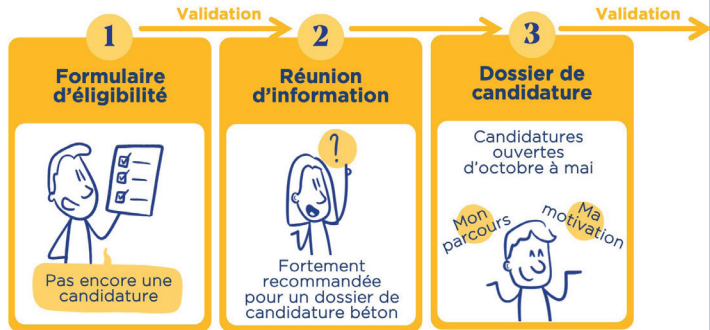 Validation
Validation
1
Formulaire
d'éligibilité
Pas encore une
candidature
2
Réunion
d'information
?
Fortement
recommandée
pour un dossier de
candidature béton
3
Dossier de
candidature
Candidatures
ouvertes
d'octobre à mai
Mon
parcours
Ma
motivation